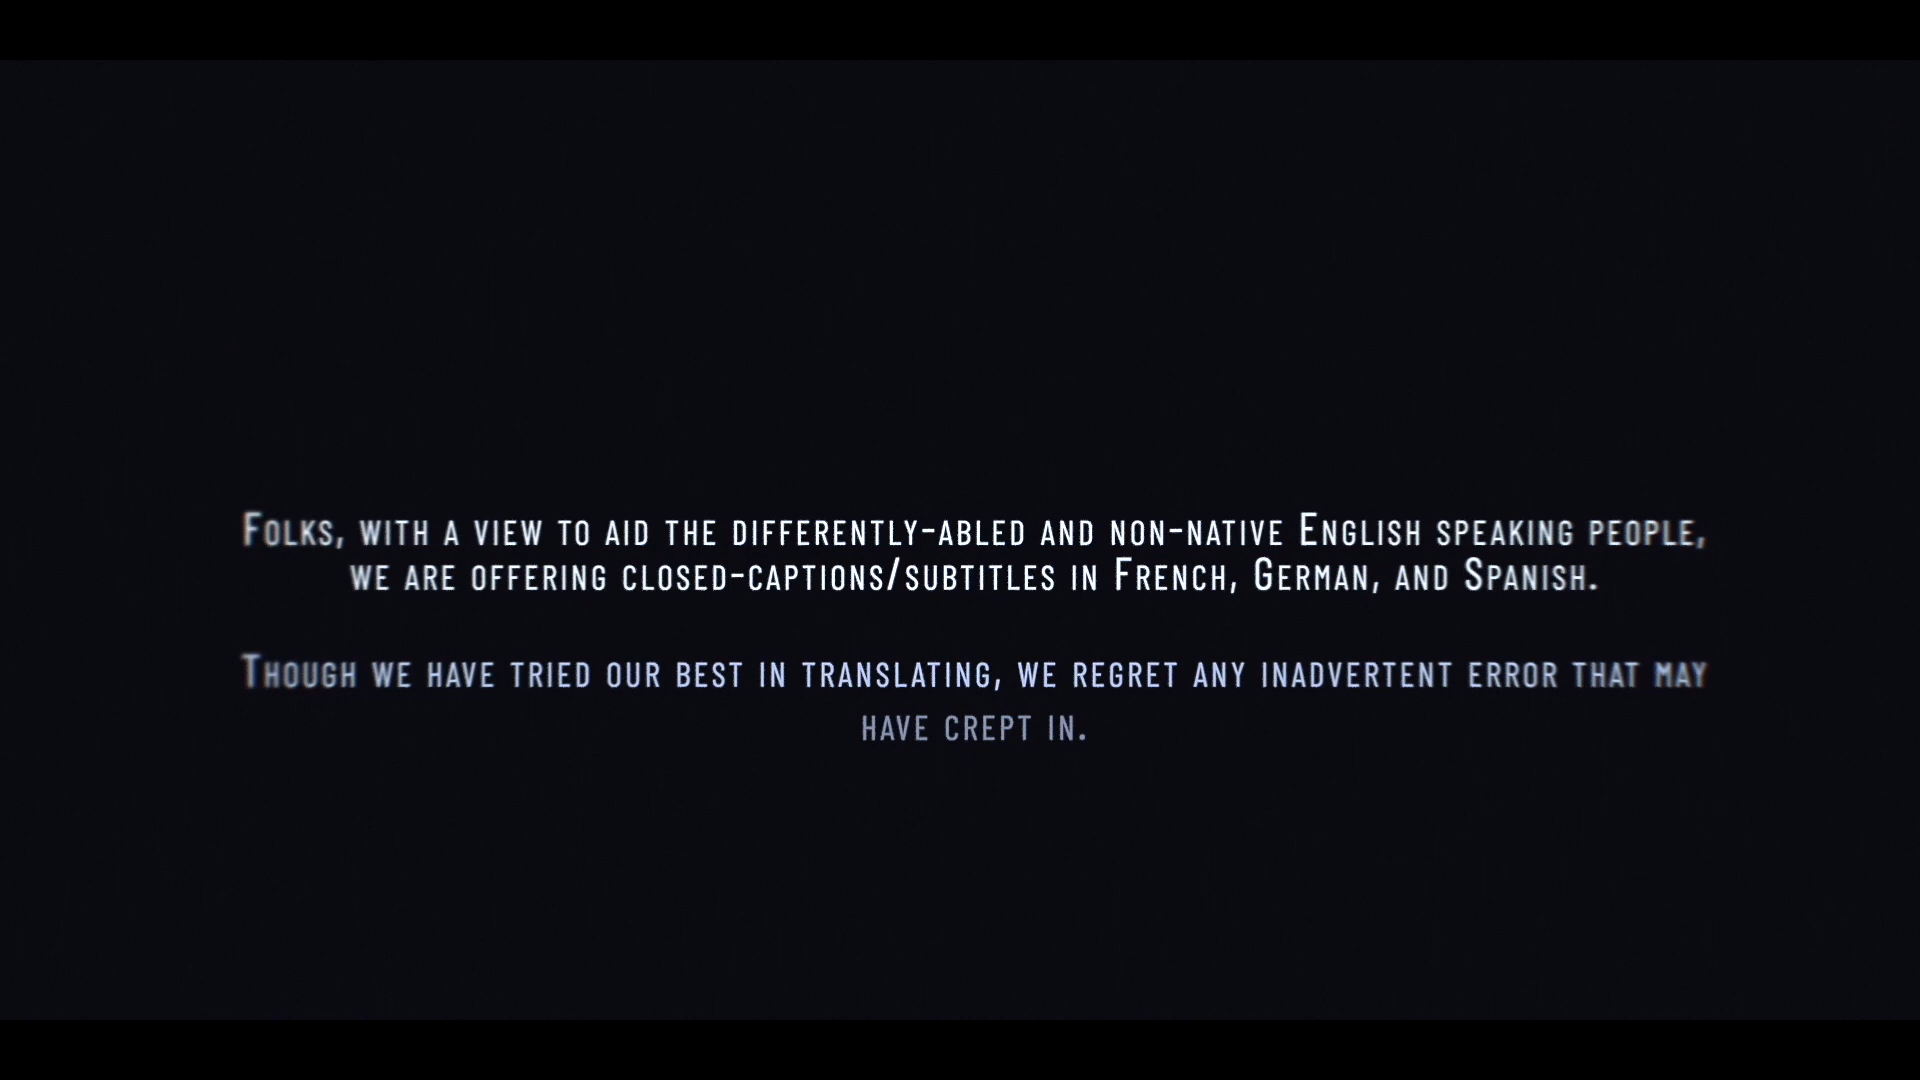 Folks, with a view to aid the differently-abled and non-native English speaking people,
we are offering closed-captions/subtitles in French, German, and Spanish.
Though we have tried our best in translating, we regret any inadvertent error that may
have crept in.